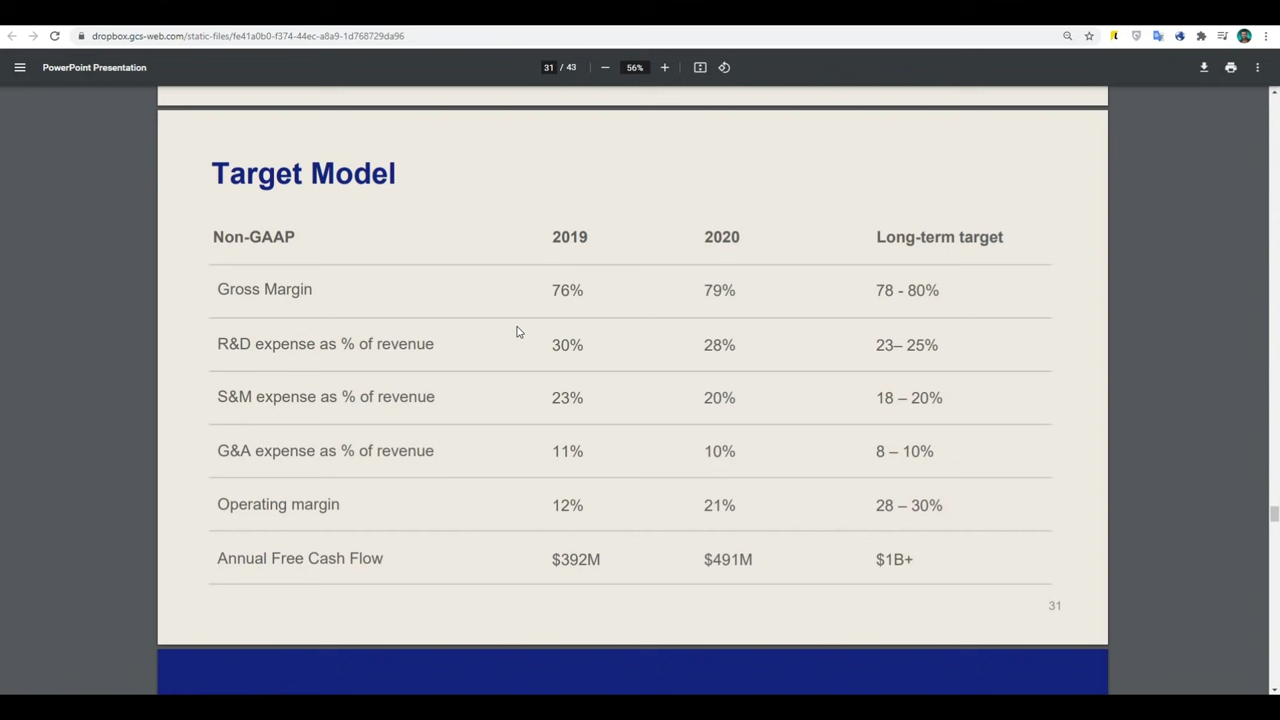 dropbox.gcs-web.com/static-files/fe41a0b0-f374-44ec-a8a9-1d768729da96
PowerPoint Presentation
31 / 43
56%
Target Model
Non-GAAP 2019 2020 Long-term target
Gross Margin 76% 79% 78 - 80%
R&D expense as % of revenue 30% 28% 23– 25%
S&M expense as % of revenue 23% 20% 18 – 20%
G&A expense as % of revenue 11% 10% 8 – 10%
Operating margin 12% 21% 28 – 30%
Annual Free Cash Flow $392M $491M $1B+
31